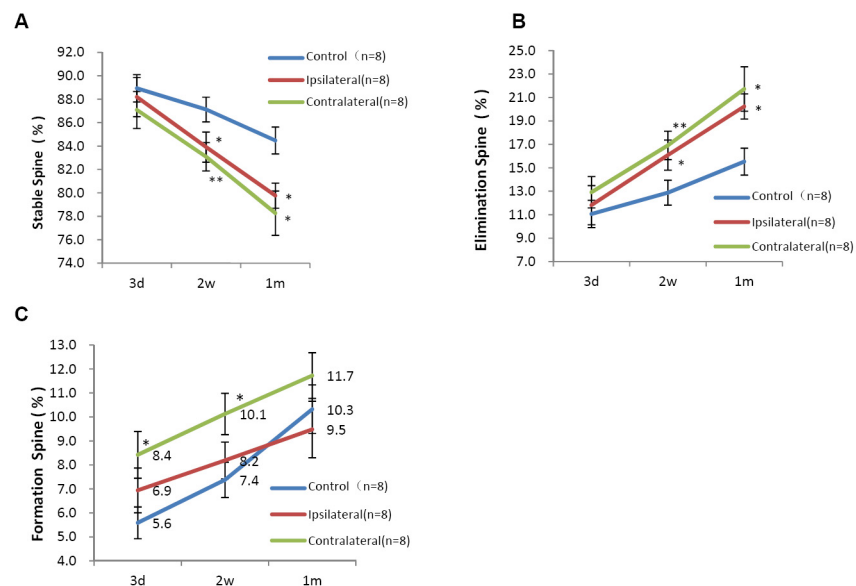 A
92.0
90.0
88.0
86.0
84.0
82.0
80.0
78.0
76.0
74.0
Stable Spine (%)
3d 2w 1m
Control（n=8)
Ipsilateral(n=8)
Contralateral(n=8)
*
**
*
*
B
25.0
23.0
21.0
19.0
17.0
15.0
13.0
11.0
9.0
7.0
Elimination Spine (%)
3d 2w 1m
**
*
*
*
Control（n=8)
Ipsilateral(n=8)
Contralateral(n=8)
C
13.0
12.0
11.0
10.0
9.0
8.0
7.0
6.0
5.0
4.0
Formation Spine (%)
3d 2w 1m
*
8.4
6.9
5.6
*
10.1
8.2
7.4
11.7
10.3
9.5
Control（n=8)
Ipsilateral(n=8)
Contralateral(n=8)